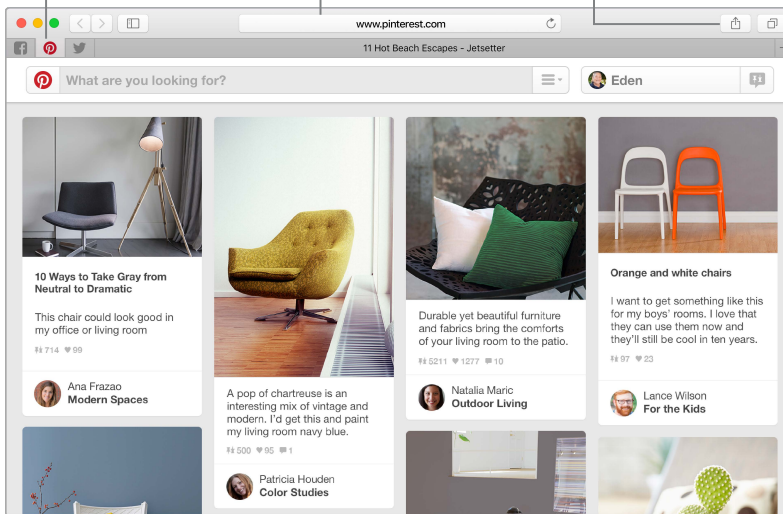 www.pinterest.com
11 Hot Beach Escapes - Jetsetter
What are you looking for?
Eden
10 Ways to Take Gray from
Neutral to Dramatic
This chair could look good in
my office or living room
714 99
Ana Frazao
Modern Spaces
A pop of chartreuse is an
interesting mix of vintage and
modern. I'd get this and paint
my living room navy blue.
500 95 1
Patricia Houden
Color Studies
Durable yet beautiful furniture
and fabrics bring the comforts
of your living room to the patio.
5211 1277 10
Natalia Maric
Outdoor Living
Orange and white chairs
I want to get something like this
for my boys' rooms. I love that
they can use them now and
they'll still be cool in ten years.
97 23
Lance Wilson
For the Kids